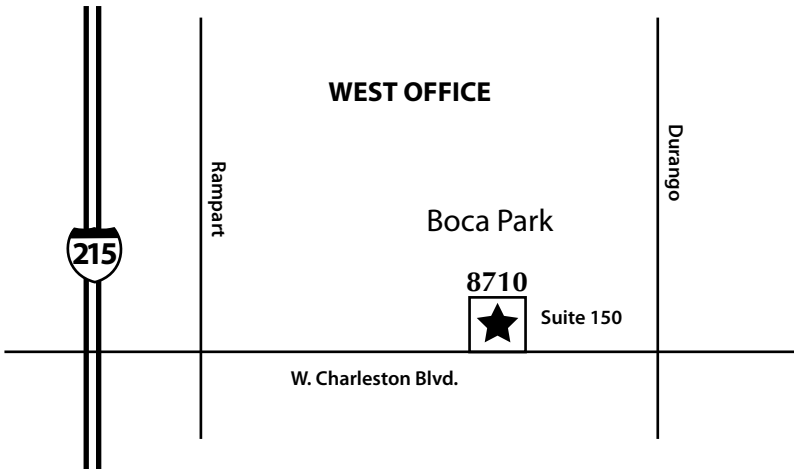 WEST OFFICE
Rampart
Durango
Boca Park
215
8710
Suite 150
W. Charleston Blvd.